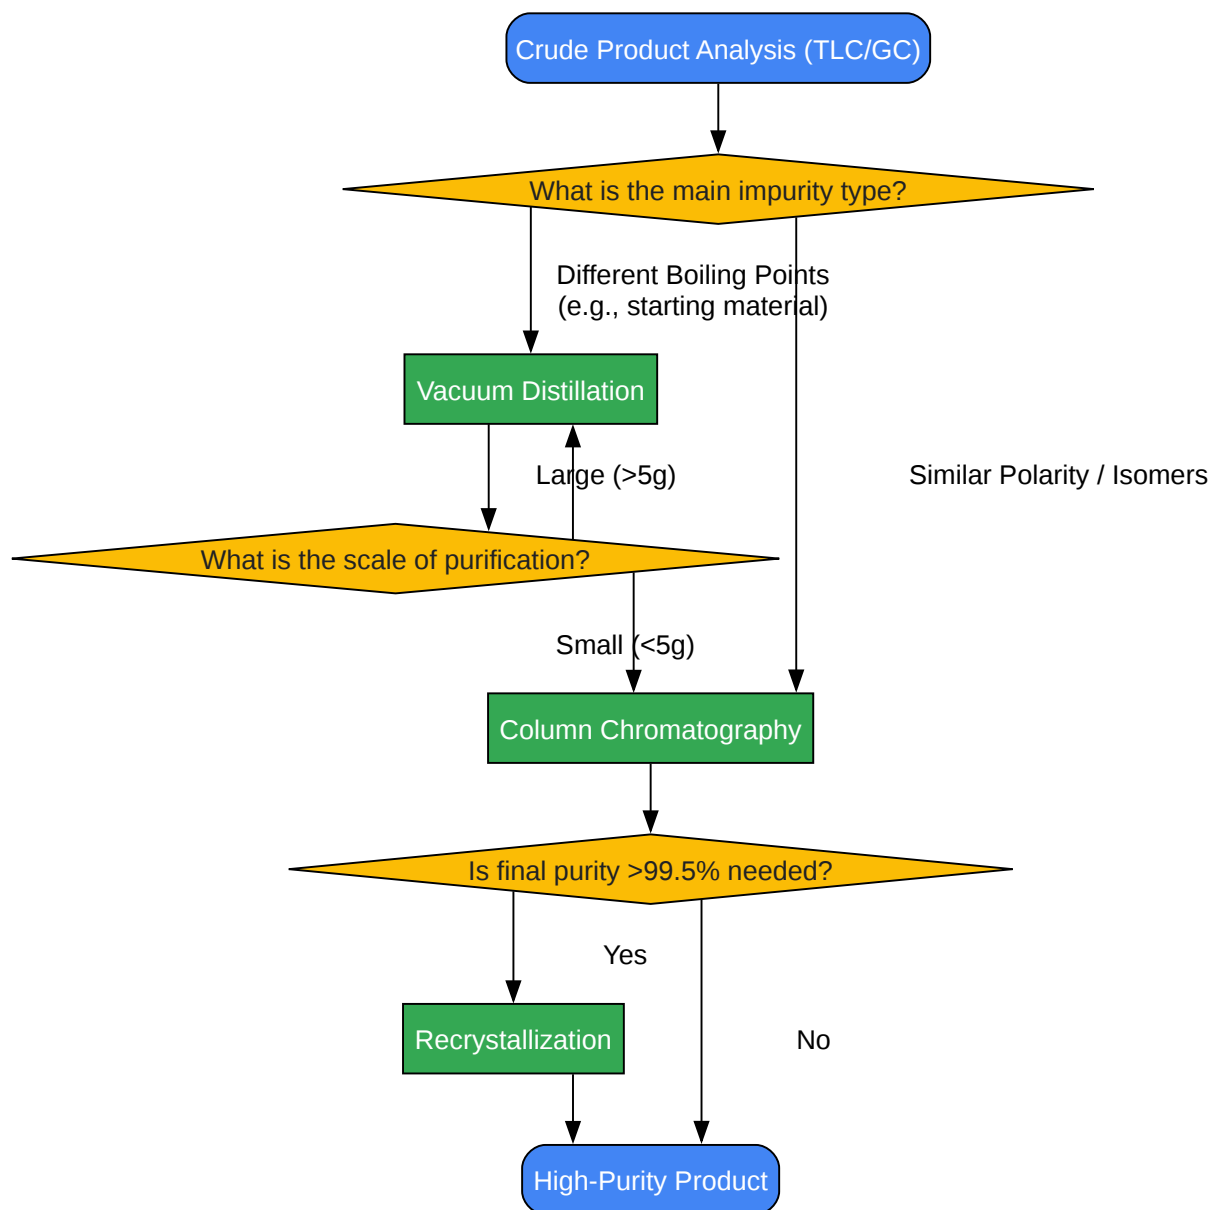 Crude Product Analysis (TLC/GC)
What is the main impurity type?
Different Boiling Points
(e.g., starting material)
Vacuum Distillation
Large (>5g)
Similar Polarity / Isomers
What is the scale of purification?
Small (<5g)
Column Chromatography
Is final purity >99.5% needed?
Yes
Recrystallization
No
High-Purity Product